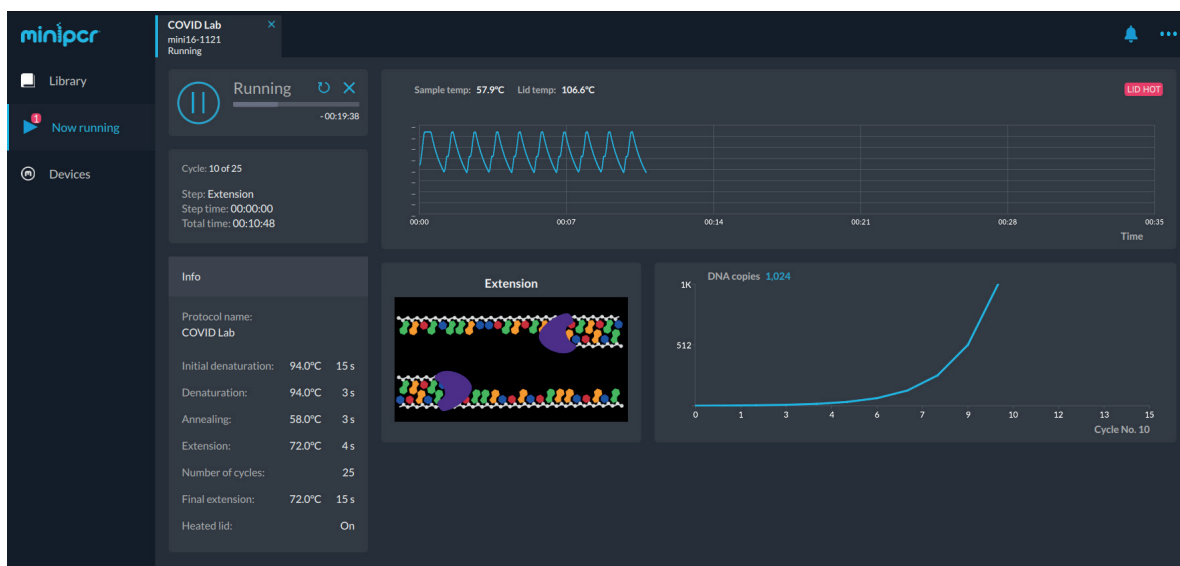 minipcr
COVID Lab
mini16-1121
Running
Library
1
Now running
Devices
Running
- 00:19:38
Cycle: 10 of 25
Step: Extension
Step time: 00:00:00
Total time: 00:10:48
Info
Protocol name:
COVID Lab
Initial denaturation: 94.0°C 15 s
Denaturation: 94.0°C 3 s
Annealing: 58.0°C 3 s
Extension: 72.0°C 4 s
Number of cycles: 25
Final extension: 72.0°C 15 s
Heated lid: On
Sample temp: 57.9°C Lid temp: 106.6°C
LID HOT
00:00 00:07 00:14 00:21 00:28 00:35
Time
Extension
DNA copies 1,024
1K
512
0 1 3 4 6 7 9 10 12 13 15
Cycle No. 10